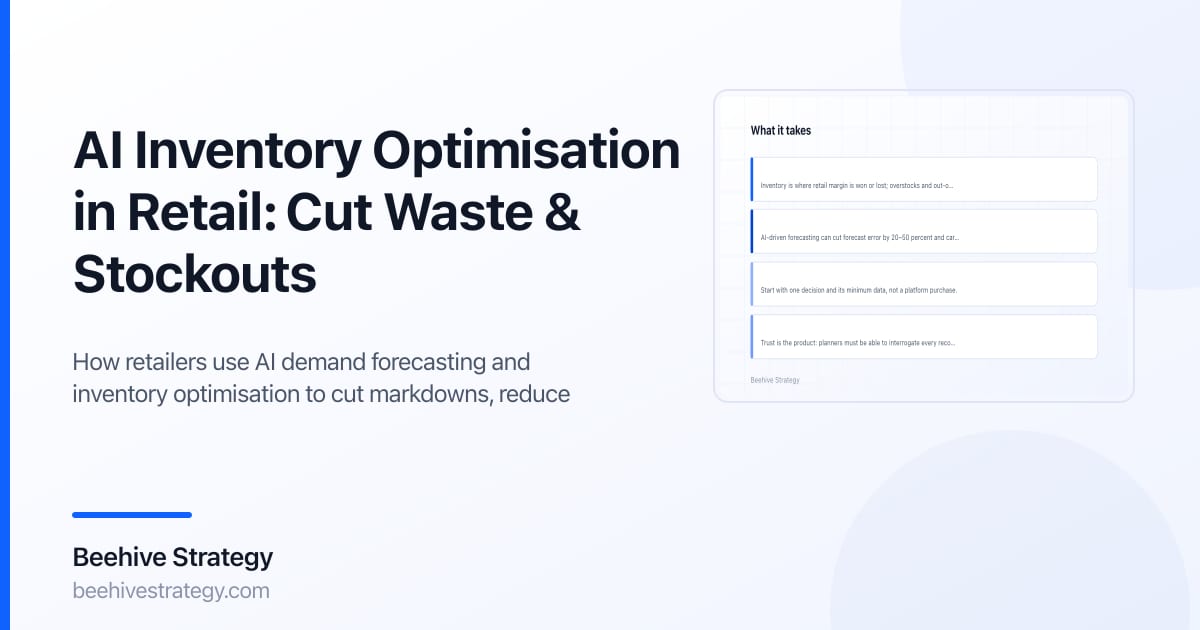 AI Inventory Optimisation
in Retail: Cut Waste &
Stockouts
How retailers use AI demand forecasting and
inventory optimisation to cut markdowns, reduce
Beehive Strategy
beehivestrategy.com
What it takes
Inventory is where retail margin is won or lost; overstocks and out-o...
AI-driven forecasting can cut forecast error by 20–50 percent and car...
Start with one decision and its minimum data, not a platform purchase.
Trust is the product: planners must be able to interrogate every reco...
Beehive Strategy